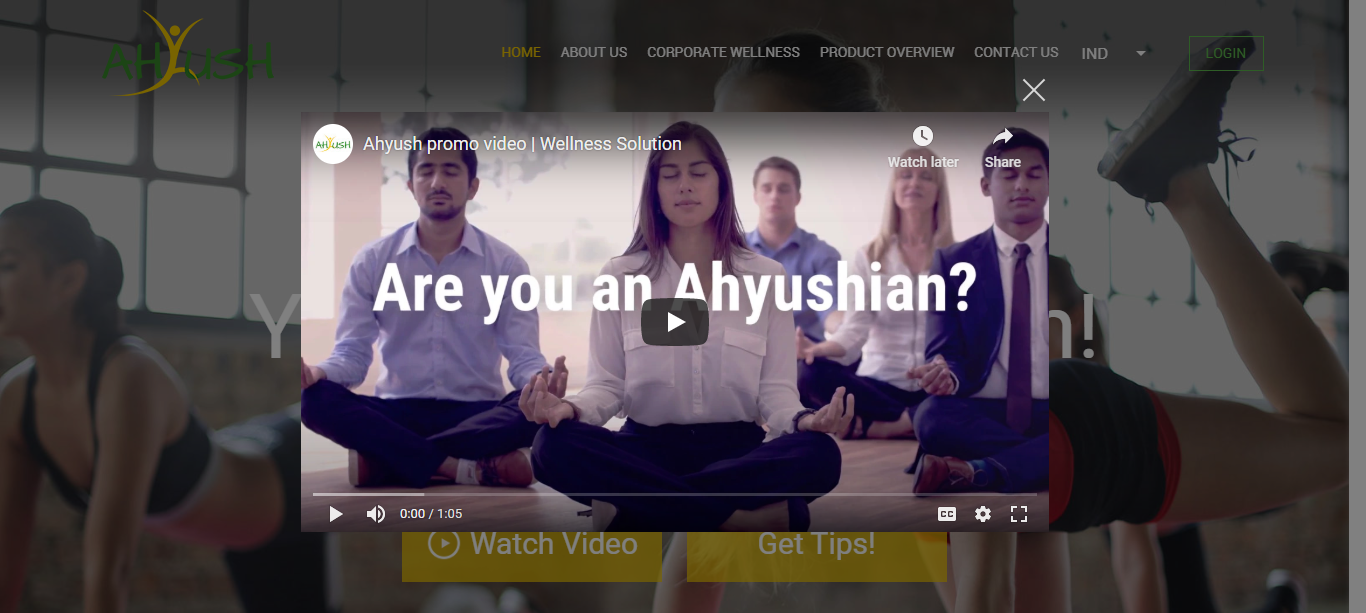 AHYUSH
HOME ABOUT US CORPORATE WELLNESS PRODUCT OVERVIEW CONTACT US IND LOGIN
AHYUSH Ahyush promo video | Wellness Solution
Watch later Share
Are you an Ahyushian?
0:00 / 1:05 CC
Watch Video Get Tips!